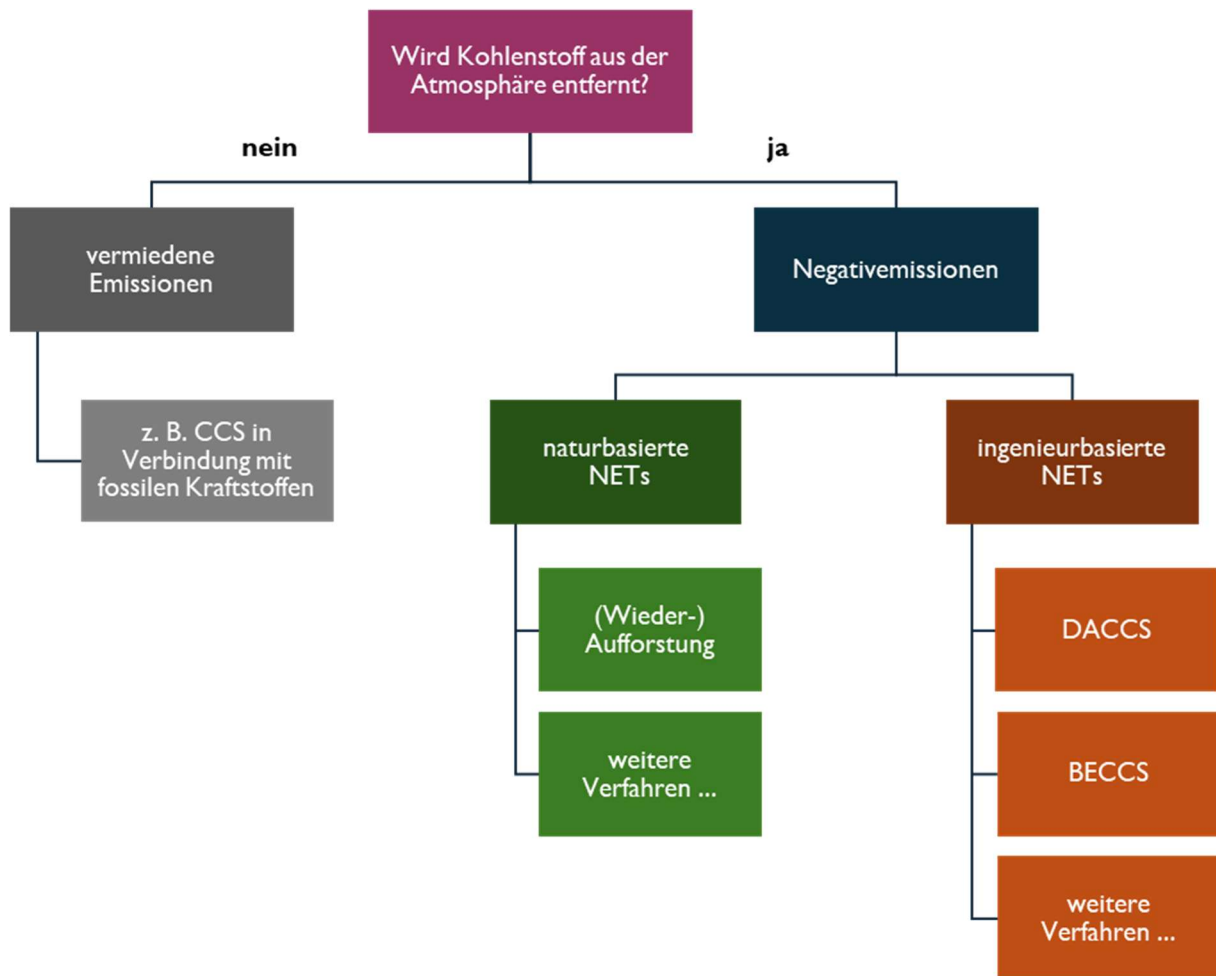 Wird Kohlenstoff aus der
Atmosphäre entfernt?
nein
ja
vermiedene
Emissionen
Negativemissionen
z. B. CCS in
Verbindung mit
fossilen Kraftstoffen
naturbasierte
NETs
ingenieurbasierte
NETs
(Wieder-)
Aufforstung
DACCS
weitere
Verfahren ...
BECCS
weitere
Verfahren ...